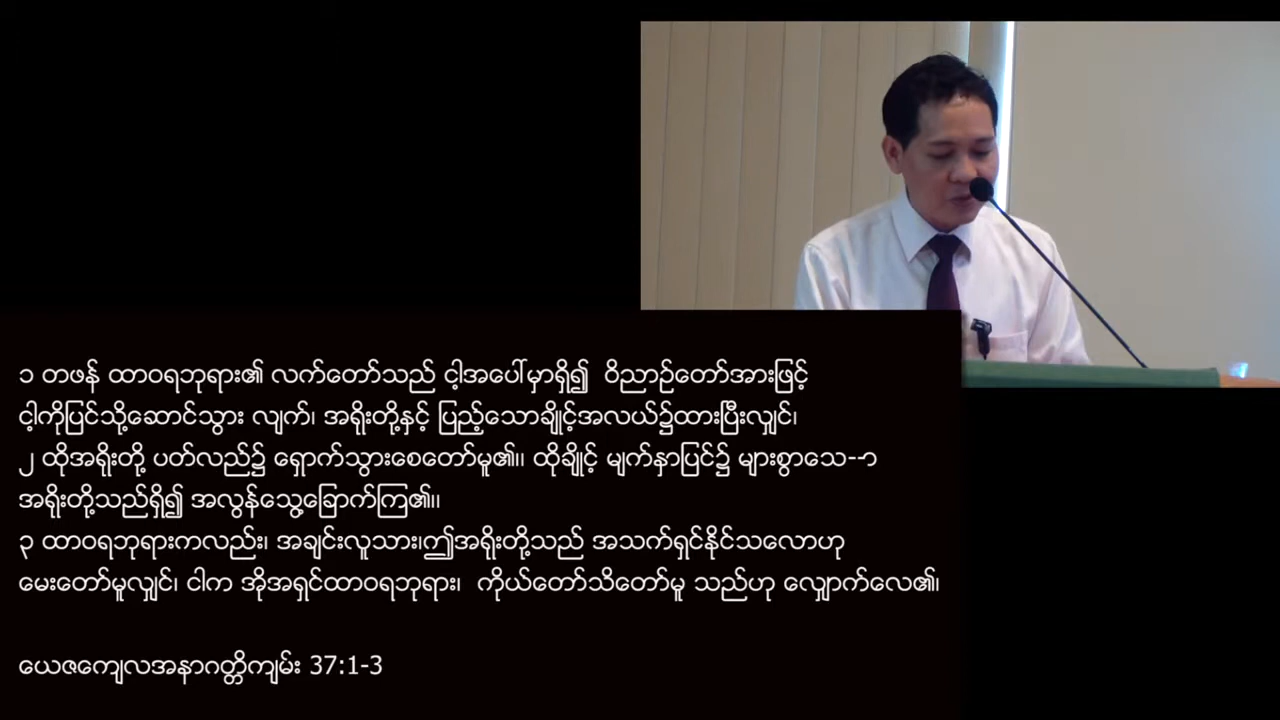 ၁ တဖန် ထာဝရဘုရား၏ လက်တော်သည် ငါ့အပေါ်မှာရှိ၍ ဝိညာဉ်တော်အားဖြင့်
ငါ့ကိုပြင်သို့ဆောင်သွား လျက်၊ အရိုးတို့နှင့် ပြည့်သောချိုင့်အလယ်၌ထားပြီးလျှင်၊
၂ ထိုအရိုးတို့ ပတ်လည်၌ ရှောက်သွားစေတော်မူ၏။ ထိုချိုင့် မျက်နှာပြင်၌ များစွာသေ--ာ
အရိုးတို့သည်ရှိ၍ အလွန်သွေ့ခြောက်ကြ၏။
၃ ထာဝရဘုရားကလည်း၊ အချင်းလူသား၊ဤအရိုးတို့သည် အသက်ရှင်နိုင်သလောဟု
မေးတော်မူလျှင်၊ ငါက အိုအရှင်ထာဝရဘုရား၊ ကိုယ်တော်သိတော်မူ သည်ဟု လျှောက်လေ၏၊
ယေဇကျေလအနာဂတ္တိကျမ်း 37:1-3